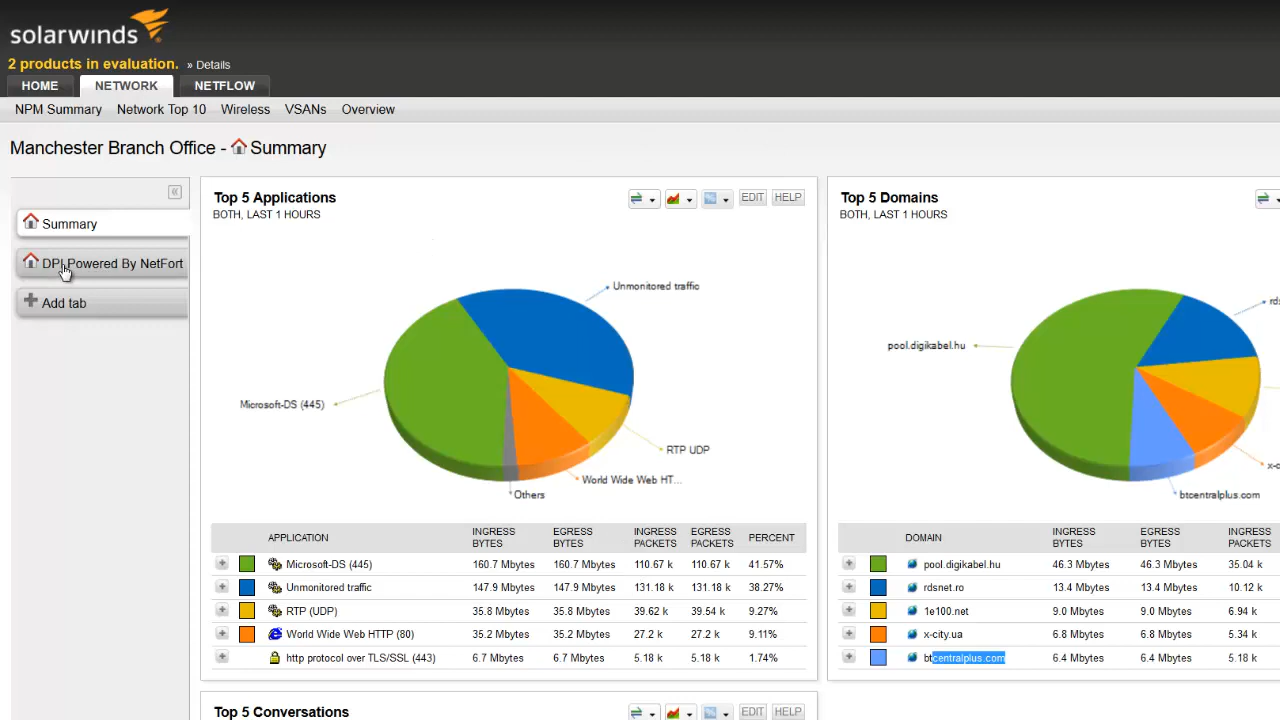 solarwinds
2 products in evaluation. » Details
HOME NETWORK NETFLOW
NPM Summary Network Top 10 Wireless VSANs Overview
Manchester Branch Office - Summary
Summary
DPI Powered By NetFort
Add tab
Top 5 Applications EDIT HELP
BOTH, LAST 1 HOURS
Unmonitored traffic
Microsoft-DS (445)
RTP UDP
World Wide Web HT...
Others
APPLICATION INGRESS BYTES EGRESS BYTES INGRESS PACKETS EGRESS PACKETS PERCENT
Microsoft-DS (445) 160.7 Mbytes 160.7 Mbytes 110.67 k 110.67 k 41.57%
Unmonitored traffic 147.9 Mbytes 147.9 Mbytes 131.18 k 131.18 k 38.27%
RTP (UDP) 35.8 Mbytes 35.8 Mbytes 39.62 k 39.54 k 9.27%
World Wide Web HTTP (80) 35.2 Mbytes 35.2 Mbytes 27.2 k 27.2 k 9.11%
http protocol over TLS/SSL (443) 6.7 Mbytes 6.7 Mbytes 5.18 k 5.18 k 1.74%
Top 5 Conversations EDIT HELP
Top 5 Domains
BOTH, LAST 1 HOURS
pool.digikabel.hu
btcentralplus.com
DOMAIN INGRESS BYTES EGRESS BYTES INGRESS PACKETS
pool.digikabel.hu 46.3 Mbytes 46.3 Mbytes 35.04 k
rdsnet.ro 13.4 Mbytes 13.4 Mbytes 10.12 k
1e100.net 9.0 Mbytes 9.0 Mbytes 6.94 k
x-city.ua 6.8 Mbytes 6.8 Mbytes 5.34 k
btcentralplus.com 6.4 Mbytes 6.4 Mbytes 5.18 k